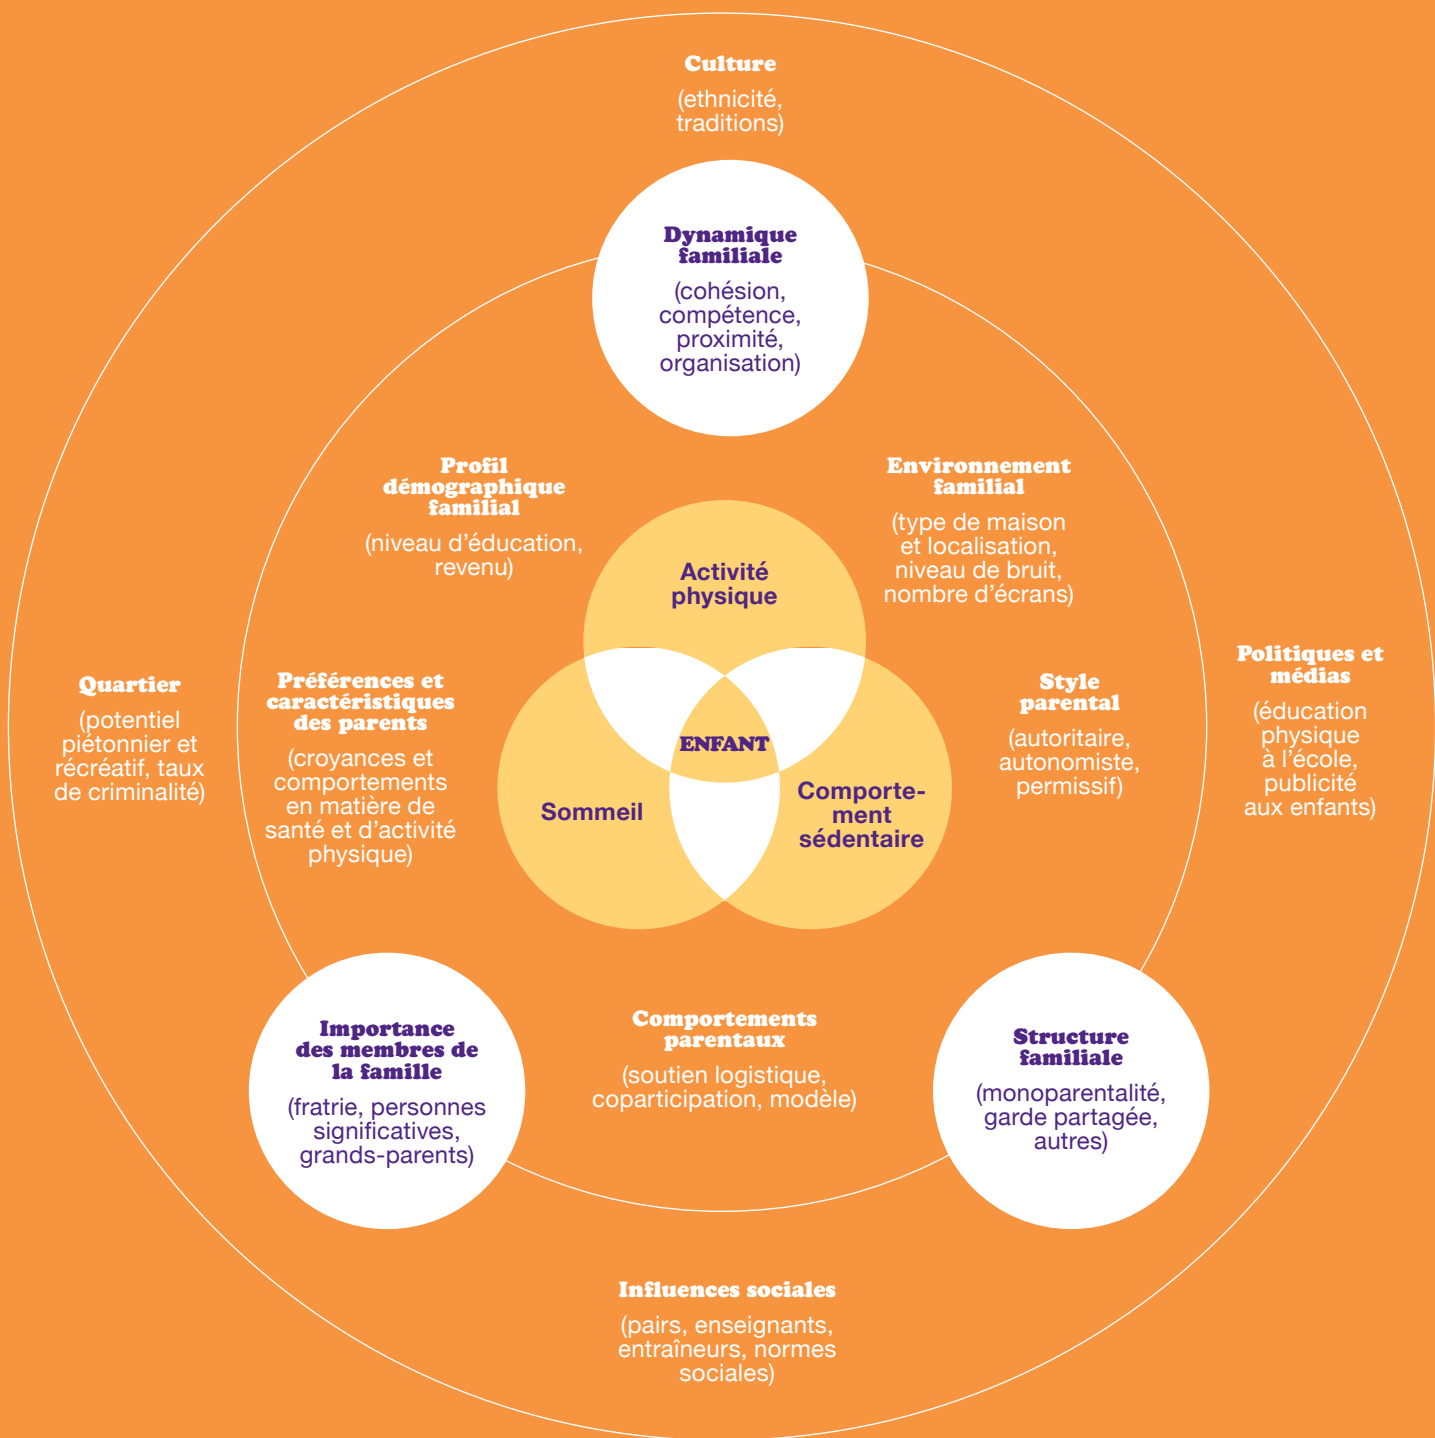 Culture
(ethnicité,
traditions)
Dynamique
familiale
(cohésion,
compétence,
proximité,
organisation)
Profil
démographique
familial
(niveau d’éducation,
revenu)
Environnement
familial
(type de maison
et localisation,
niveau de bruit,
nombre d’écrans)
Activité
physique
Quartier
(potentiel
piétonnier et
récréatif, taux
de criminalité)
Préférences et
caractéristiques
des parents
(croyances et
comportements
en matière de
santé et d’activité
physique)
ENFANT
Sommeil
Comporte-
ment
sédentaire
Style
parental
(autoritaire,
autonomiste,
permissif)
Politiques et
médias
(éducation
physique
à l’école,
publicité
aux enfants)
Importance
des membres de
la famille
(fratrie, personnes
significatives,
grands-parents)
Comportements
parentaux
(soutien logistique,
coparticipation, modèle)
Structure
familiale
(monoparentalité,
garde partagée,
autres)
Influences sociales
(pairs, enseignants,
entraîneurs, normes
sociales)